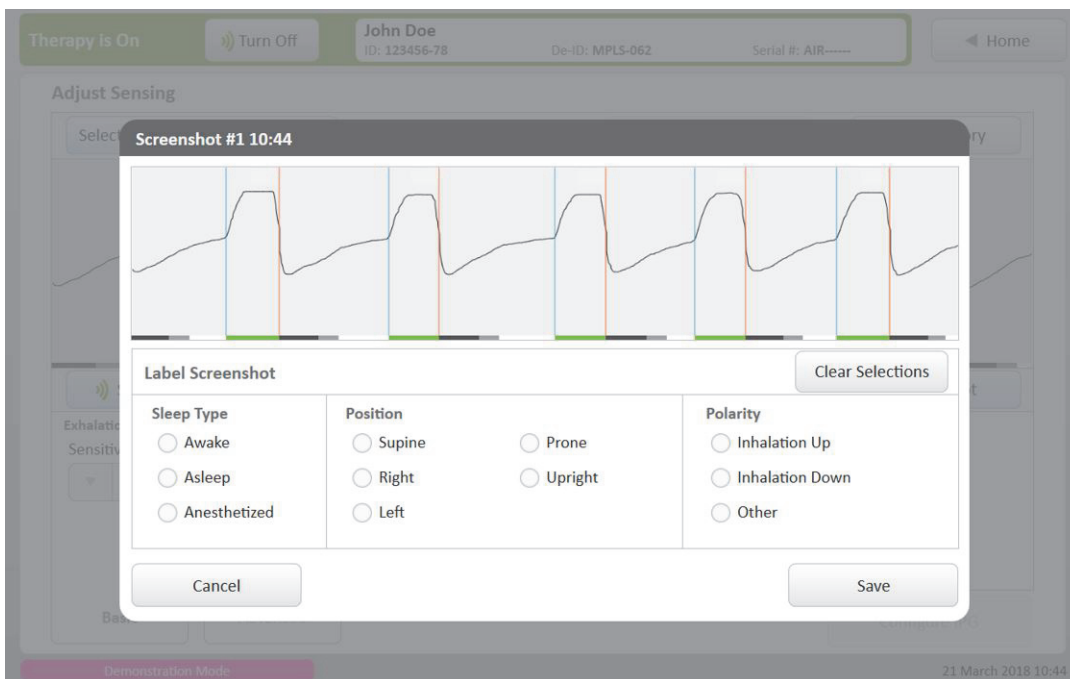 Therapy is On
Turn Off
John Doe
ID: 123456-78 De-ID: MPLS-062 Serial #: AIR------
Home
Adjust Sensing
Screenshot #1 10:44
Label Screenshot
Clear Selections
Sleep Type
Awake
Asleep
Anesthetized
Position
Supine
Prone
Right
Upright
Left
Polarity
Inhalation Up
Inhalation Down
Other
Cancel
Save
Demonstration Mode
21 March 2018 10:44